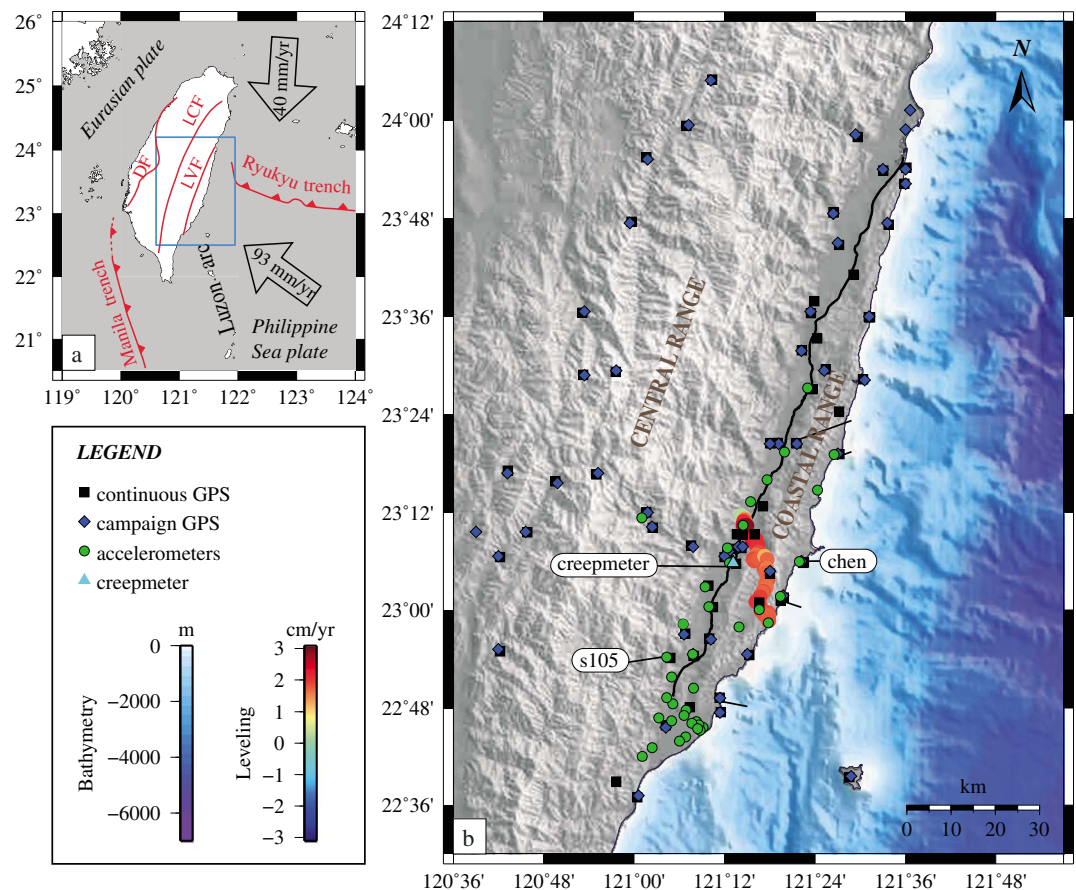 26°
25°
24°
23°
22°
21°
119°
120°
121°
122°
123°
124°
Eurasian plate
40 mm/yr
LCF
DF
LVF
Ryukyu trench
93 mm/yr
Manila trench
Luzon arc
Philippine
Sea plate
a
LEGEND
continuous GPS
campaign GPS
accelerometers
creepmeter
m
0
−2000
−4000
−6000
Bathymetry
cm/yr
3
2
1
0
−1
−2
−3
Leveling
24°12'
24°00'
23°48'
23°36'
23°24'
23°12'
23°00'
22°48'
22°36'
N
CENTRAL RANGE
COASTAL RANGE
creepmeter
chen
s105
km
0
10
20
30
b
120°36'
120°48'
121°00'
121°12'
121°24'
121°36'
121°48'